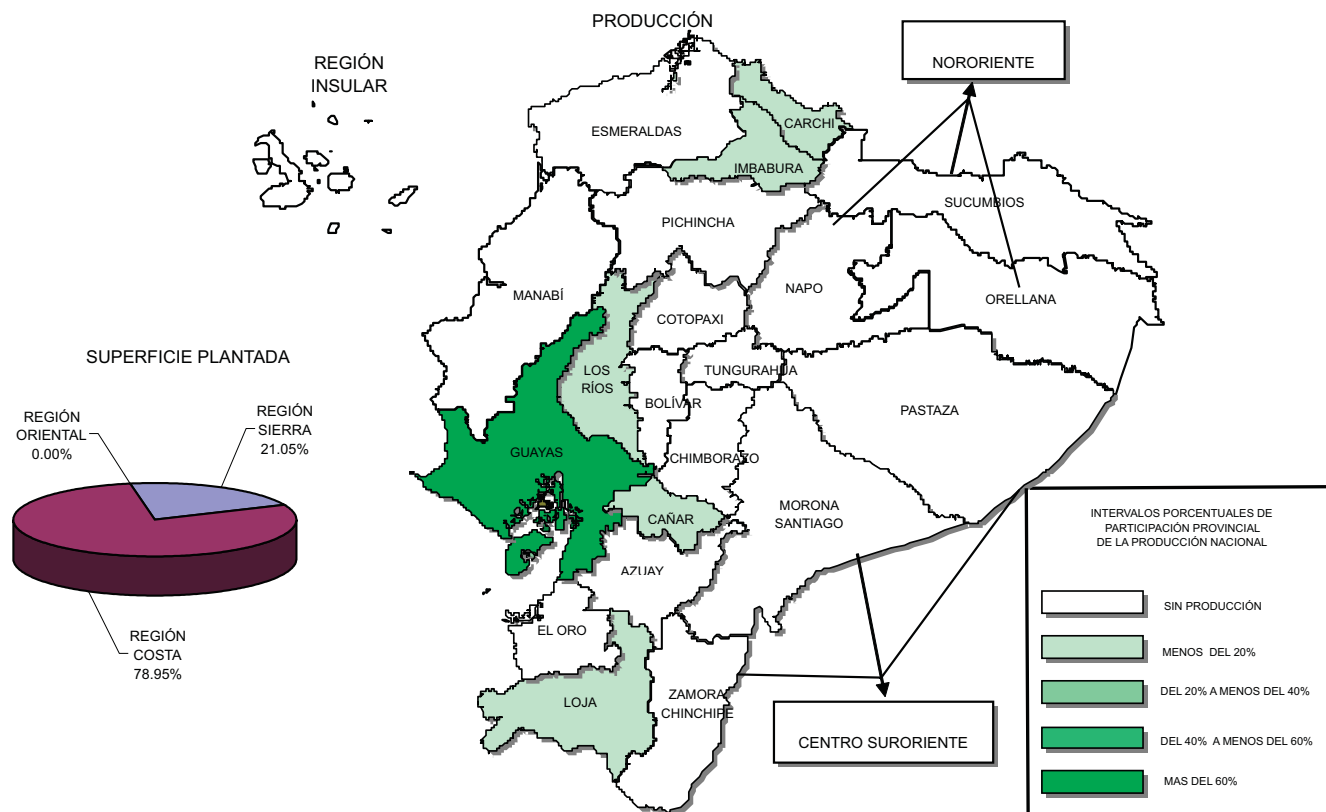 PRODUCCIÓN
REGIÓN
INSULAR
NORORIENTE
CARCHI
ESMERALDAS
IMBABURA
SUCUMBIOS
PICHINCHA
NAPO
MANABÍ
ORELLANA
COTOPAXI
SUPERFICIE PLANTADA
LOS
RÍOS
TUNGURAHUA
BOLÍVAR
PASTAZA
REGIÓN
ORIENTAL
0.00%
REGIÓN
SIERRA
21.05%
GUAYAS
CHIMBORAZO
MORONA
SANTIAGO
CAÑAR
AZUAY
EL ORO
REGIÓN
COSTA
78.95%
LOJA
ZAMORA
CHINCHIPE
CENTRO SURORIENTE
INTERVALOS PORCENTUALES DE
PARTICIPACIÓN PROVINCIAL
DE LA PRODUCCIÓN NACIONAL
SIN PRODUCCIÓN
MENOS DEL 20%
DEL 20% A MENOS DEL 40%
DEL 40% A MENOS DEL 60%
MAS DEL 60%